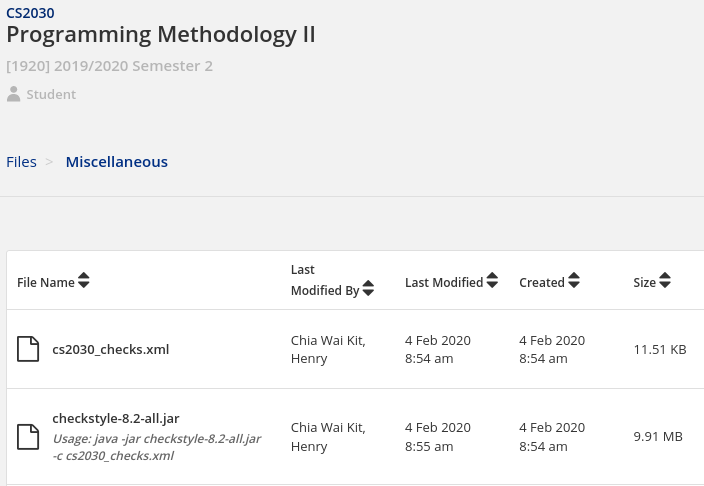 CS2030
Programming Methodology II
[1920] 2019/2020 Semester 2
Student
Files > Miscellaneous
File Name
Last
Modified By
Last Modified
Created
Size
cs2030_checks.xml
Chia Wai Kit,
Henry
4 Feb 2020
8:54 am
4 Feb 2020
8:54 am
11.51 KB
checkstyle-8.2-all.jar
Usage: java -jar checkstyle-8.2-all.jar
-c cs2030_checks.xml
Chia Wai Kit,
Henry
4 Feb 2020
8:55 am
4 Feb 2020
8:54 am
9.91 MB